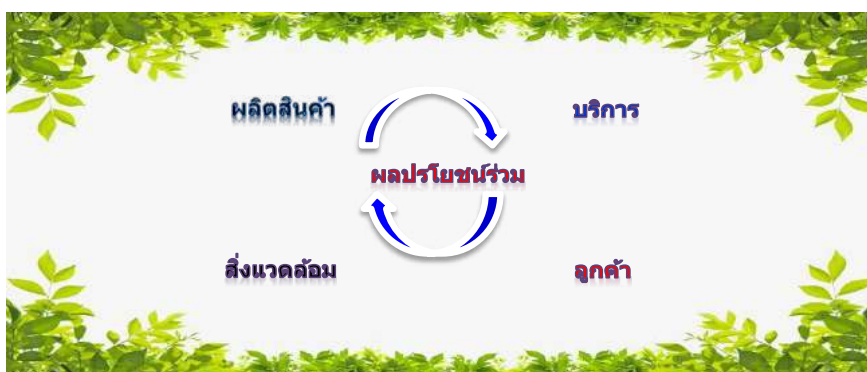 ผลิตสินค้า
บริการ
ผลปรโยชน์ร่วม
สิ่งแวดล้อม
ลูกค้า